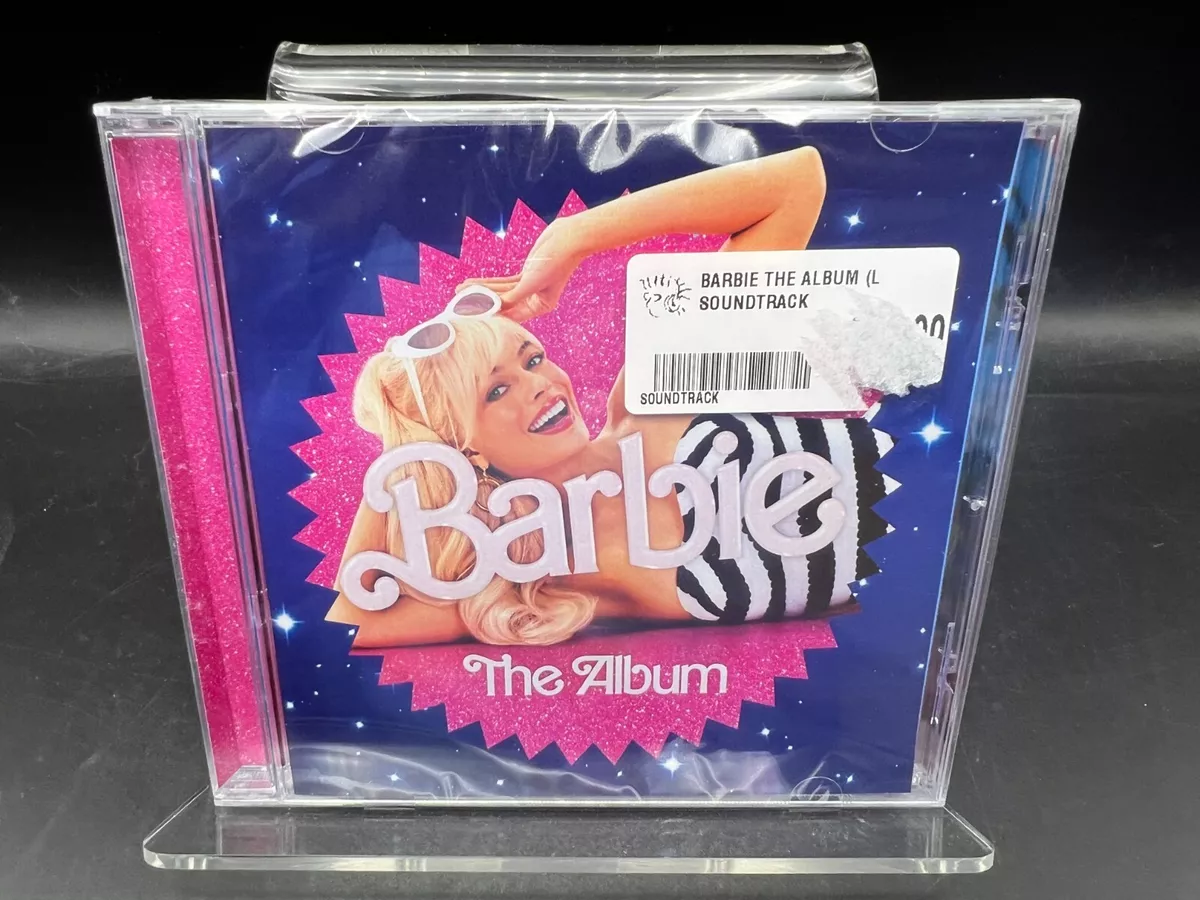 BARBIE THE ALBUM (L
SOUNDTRACK
SOUNDTRACK
Barbie
The Album